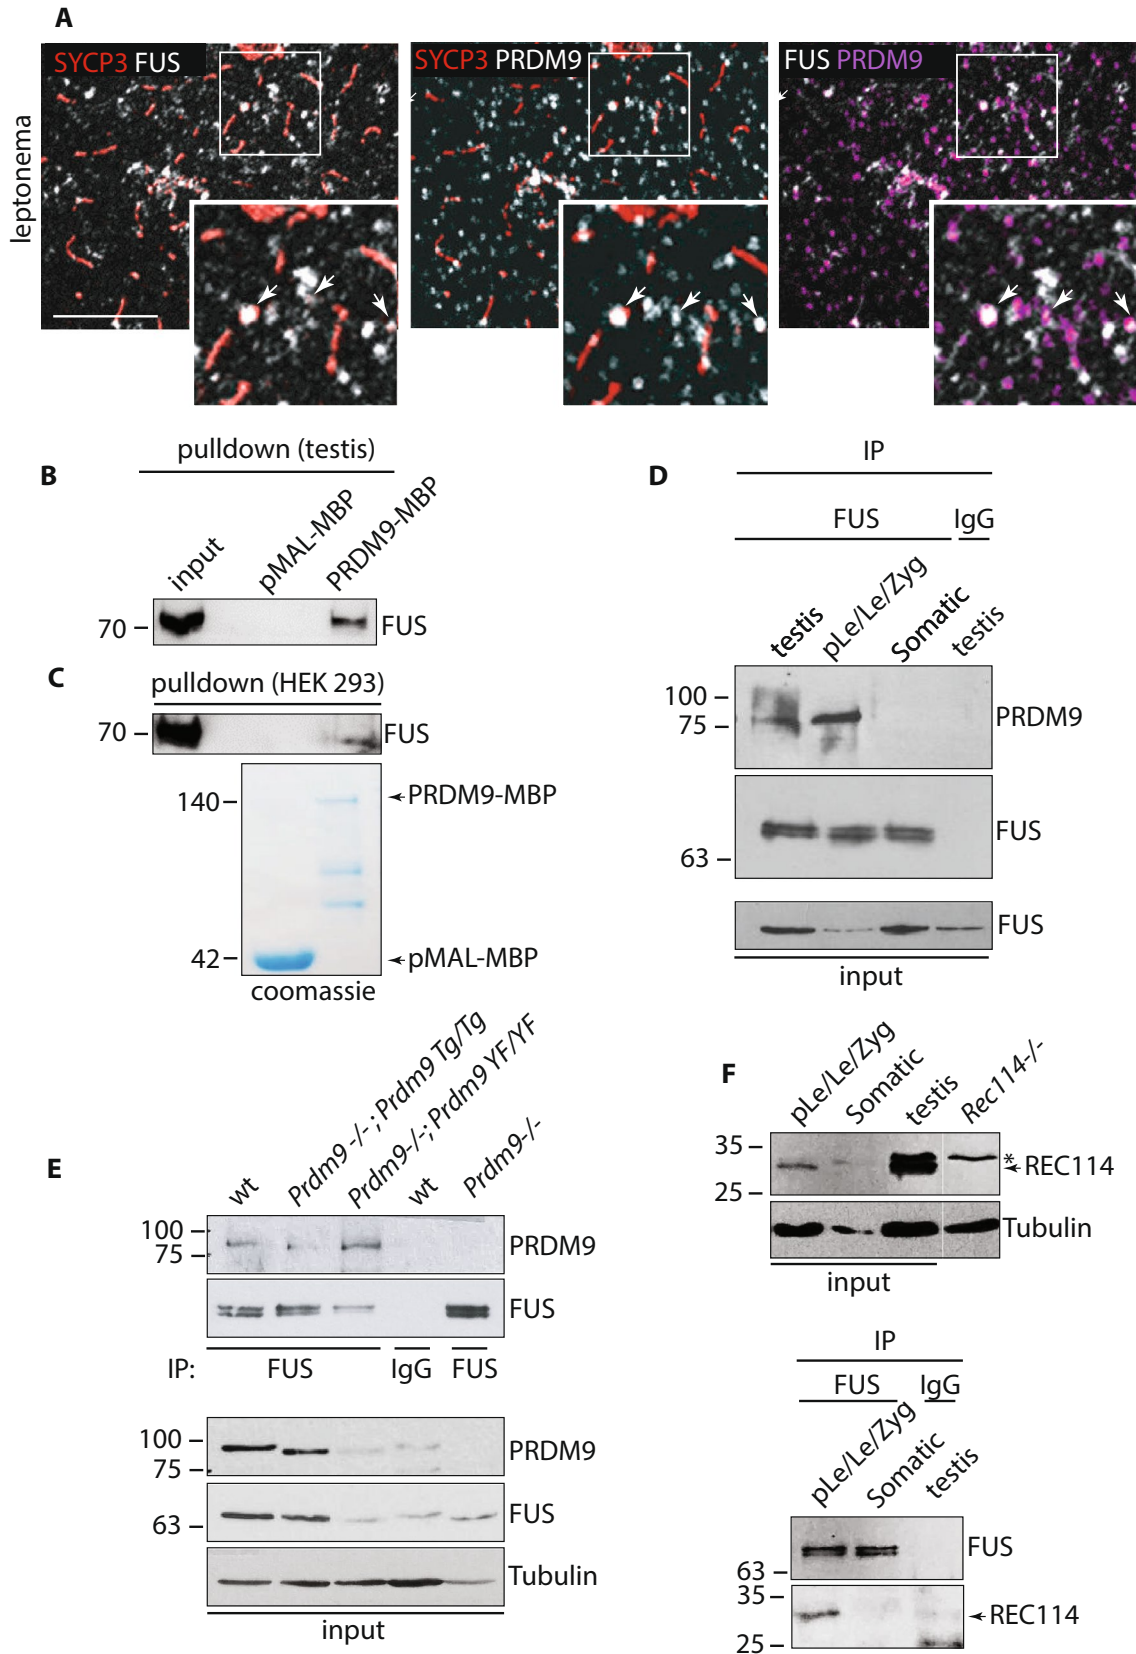 A
SYCP3 FUS
SYCP3 PRDM9
FUS PRDM9
leptonema
B
pulldown (testis)
input
pMAL-MBP
PRDM9-MBP
70
FUS
C
pulldown (HEK 293)
70
FUS
140
PRDM9-MBP
42
pMAL-MBP
coomassie
D
IP
FUS
IgG
testis
pLe/Le/Zyg
Somatic
testis
100
75
PRDM9
FUS
63
FUS
input
E
wt
Prdm9 -/-; Prdm9 Tg/Tg
Prdm9-/-; Prdm9 YF/YF
wt
Prdm9-/-
100
75
PRDM9
FUS
IP:
FUS
IgG
FUS
100
75
PRDM9
FUS
63
Tubulin
input
F
pLe/Le/Zyg
Somatic
testis
Rec114-/-
35
*
REC114
25
Tubulin
input
IP
FUS
IgG
pLe/Le/Zyg
Somatic
testis
FUS
63
35
REC114
25